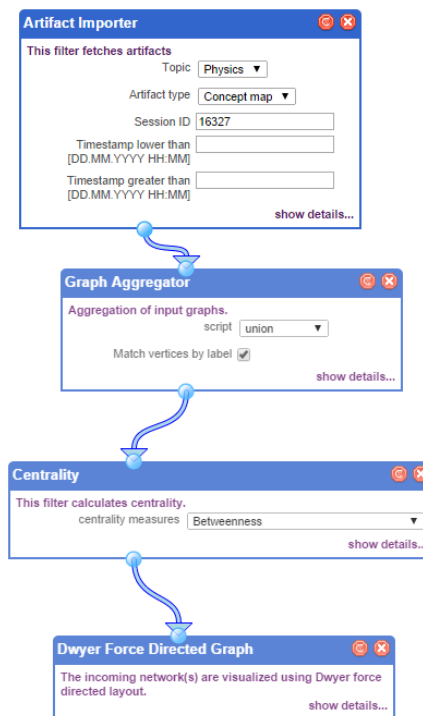 Artifact Importer
This filter fetches artifacts
Topic Physics
Artifact type Concept map
Session ID 16327
Timestamp lower than
[DD.MM.YYYY HH:MM]
Timestamp greater than
[DD.MM.YYYY HH:MM]
show details...
Graph Aggregator
Aggregation of input graphs.
script union
Match vertices by label
show details...
Centrality
This filter calculates centrality.
centrality measures Betweenness
show details...
Dwyer Force Directed Graph
The incoming network(s) are visualized using Dwyer force
directed layout.
show details...